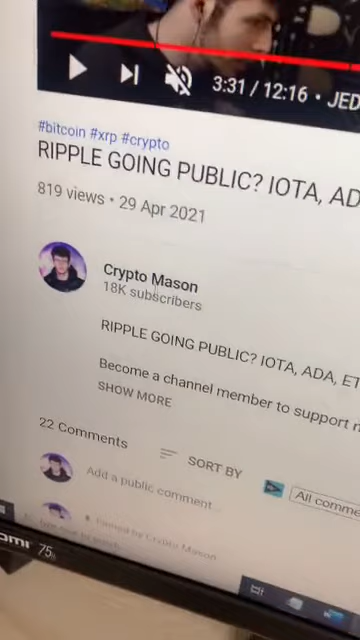 3:31 / 12:16 • JED
#bitcoin #xrp #crypto
RIPPLE GOING PUBLIC? IOTA, AD
819 views • 29 Apr 2021
Crypto Mason
18K subscribers
RIPPLE GOING PUBLIC? IOTA, ADA, ET
Become a channel member to support m
SHOW MORE
22 Comments
SORT BY
All comme
Add a public comment...
Pinned by Crypto Mason
omi 75